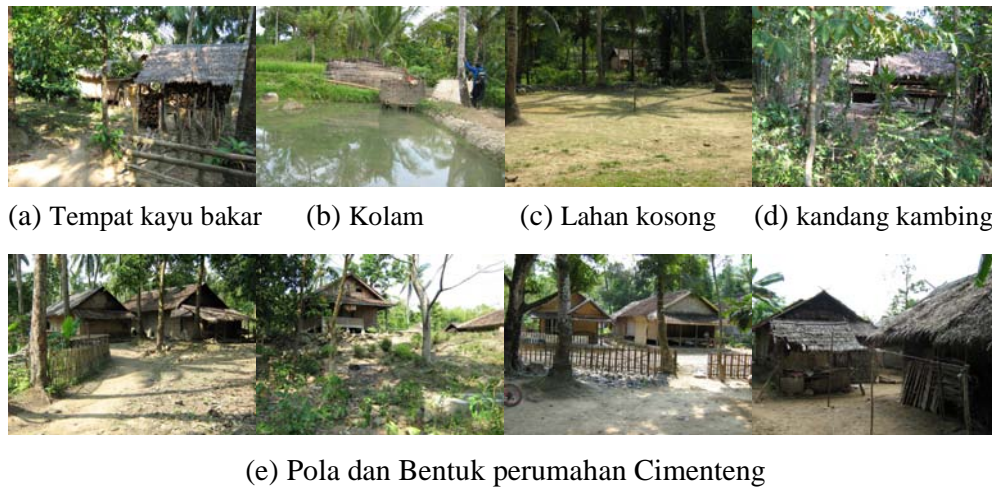 (a) Tempat kayu bakar (b) Kolam (c) Lahan kosong (d) kandang kambing
(e) Pola dan Bentuk perumahan Cimenteng